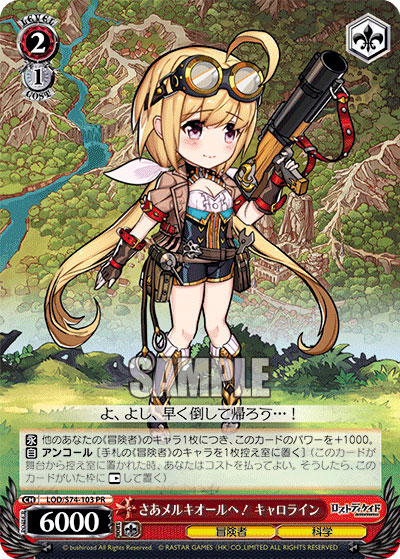 LEVEL
2
1
COST
SAMPLE
よ、よし、早く倒して帰ろう…！
永 他のあなたの《冒険者》のキャラ1枚につき、このカードのパワーを＋1000。
自 アンコール ［手札の《冒険者》のキャラを1枚控え室に置く］（このカードが
舞台から控え室に置かれた時、あなたはコストを払ってよい。そうしたら、この
カードがいた枠に レスト して置く）
CH LOD/S74-103 PR
6000
さあメルキオールへ！ キャロライン
ロストディケイド
冒険者
科学
© bushiroad All Rights Reserved. © RASTAR GAMES (HK) CO., LIMITED. COPYRIGHT © RASTAR GAMES (HK) CO., LIMITED.